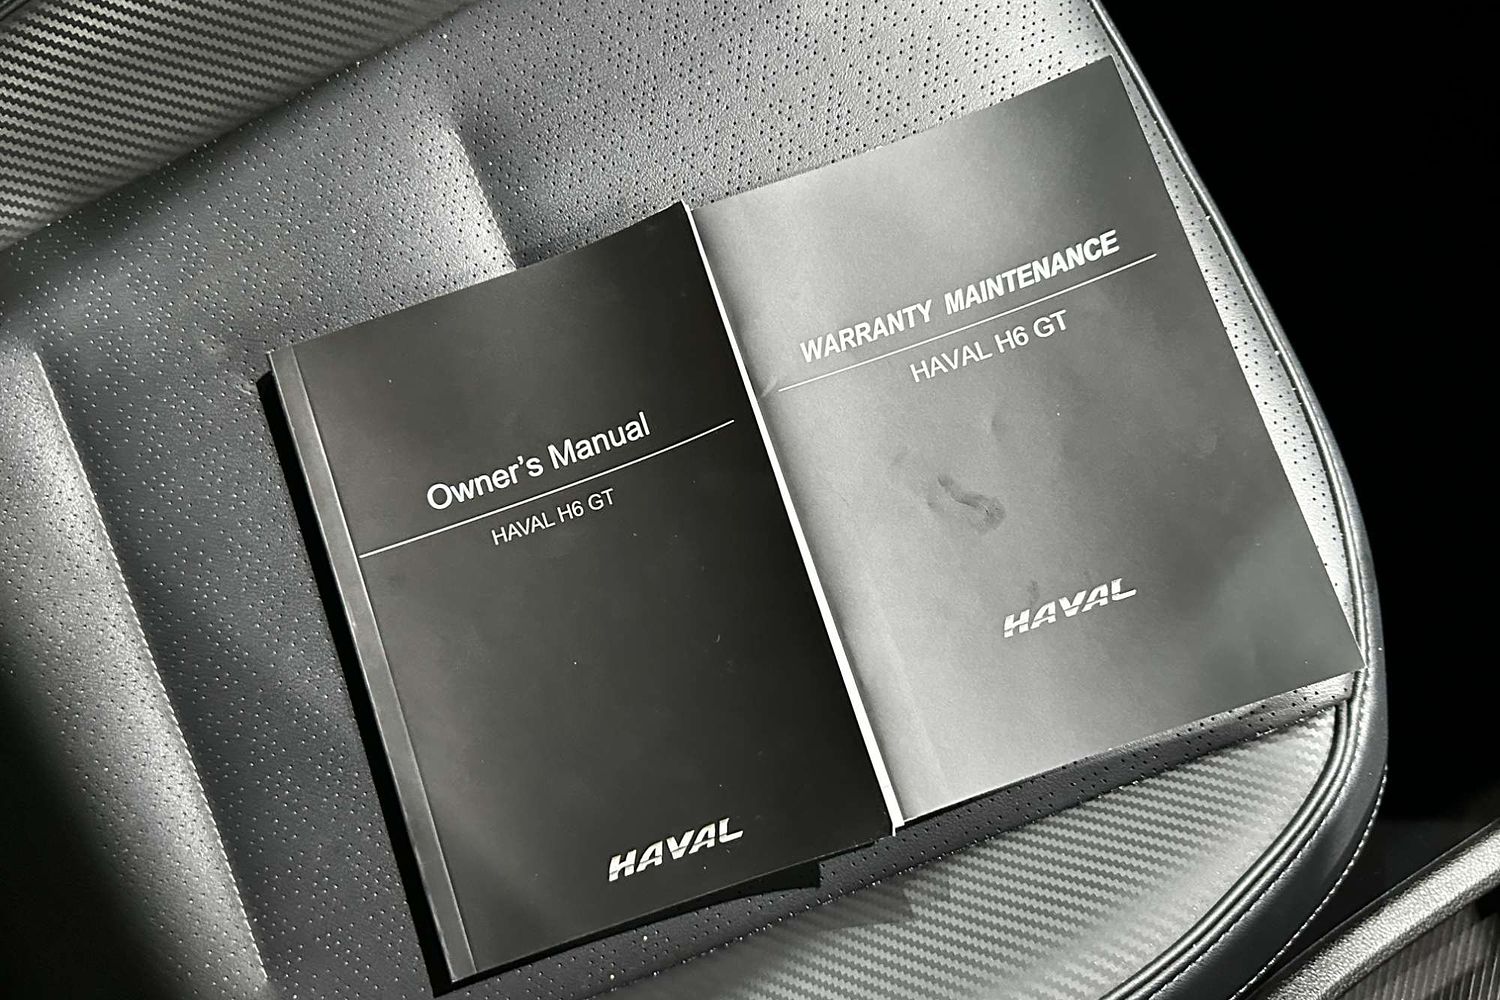 Owner's Manual
HAVAL H6 GT
HAVAL
WARRANTY MAINTENANCE
HAVAL H6 GT
HAVAL